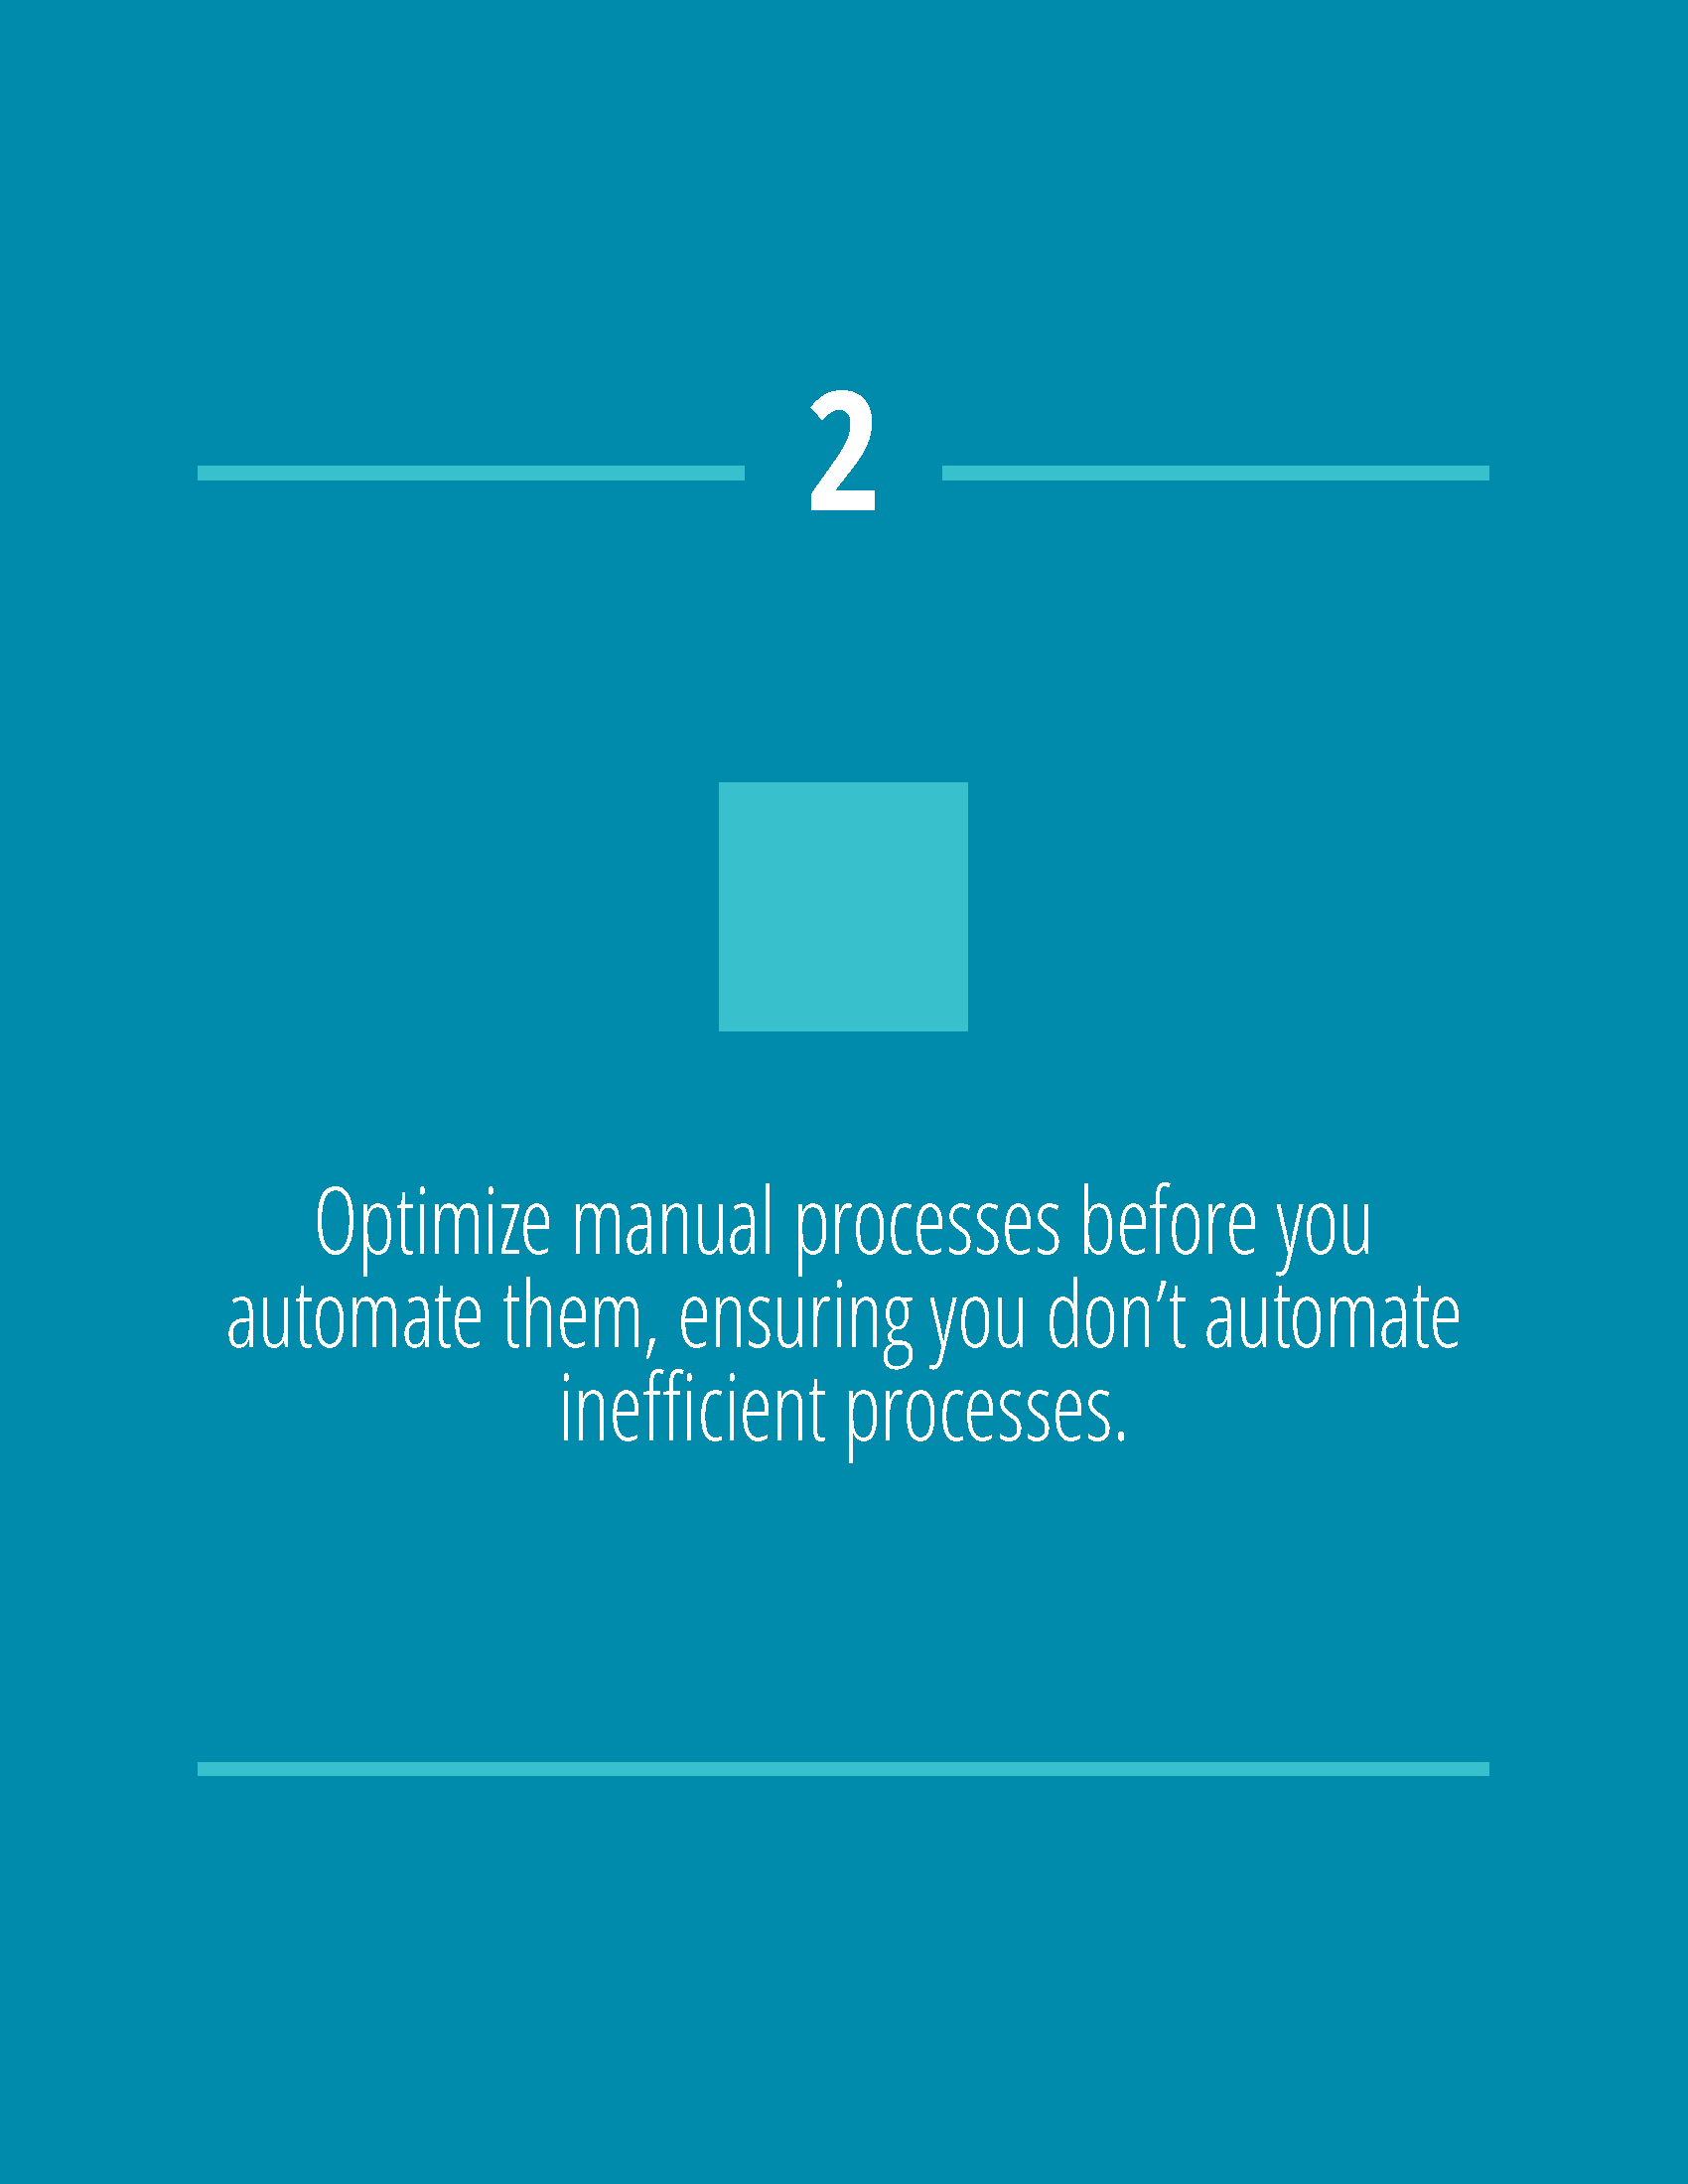 2
Optimize manual processes before you
automate them, ensuring you don’t automate
inefficient processes.